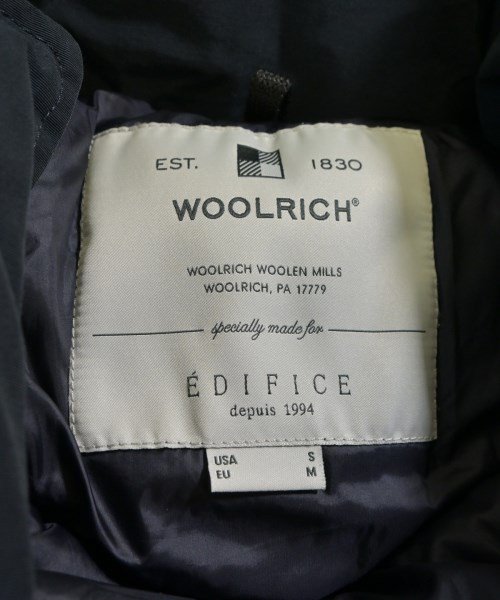 EST. 1830
WOOLRICH®
WOOLRICH WOOLEN MILLS
WOOLRICH, PA 17779
specially made for
ÉDIFICE
depuis 1994
USA S
EU M